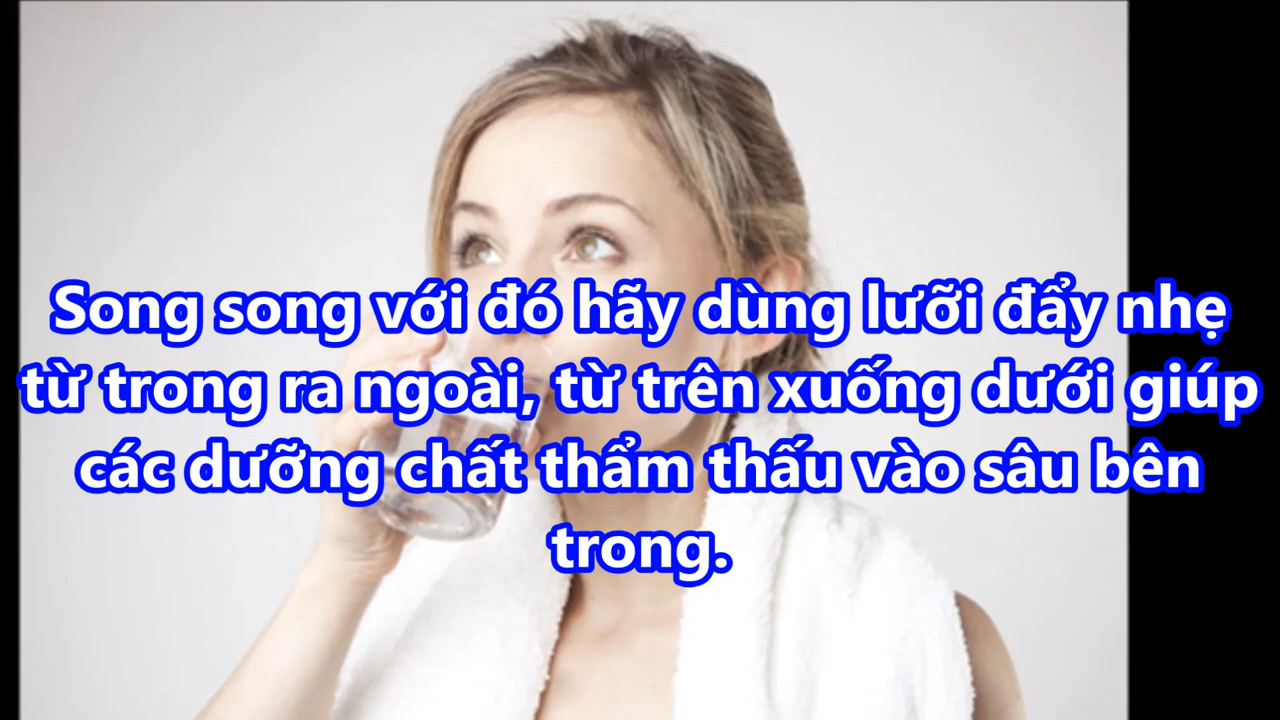 Song song với đó hãy dùng lưỡi đẩy nhẹ
từ trong ra ngoài, từ trên xuống dưới giúp
các dưỡng chất thẩm thấu vào sâu bên
trong.